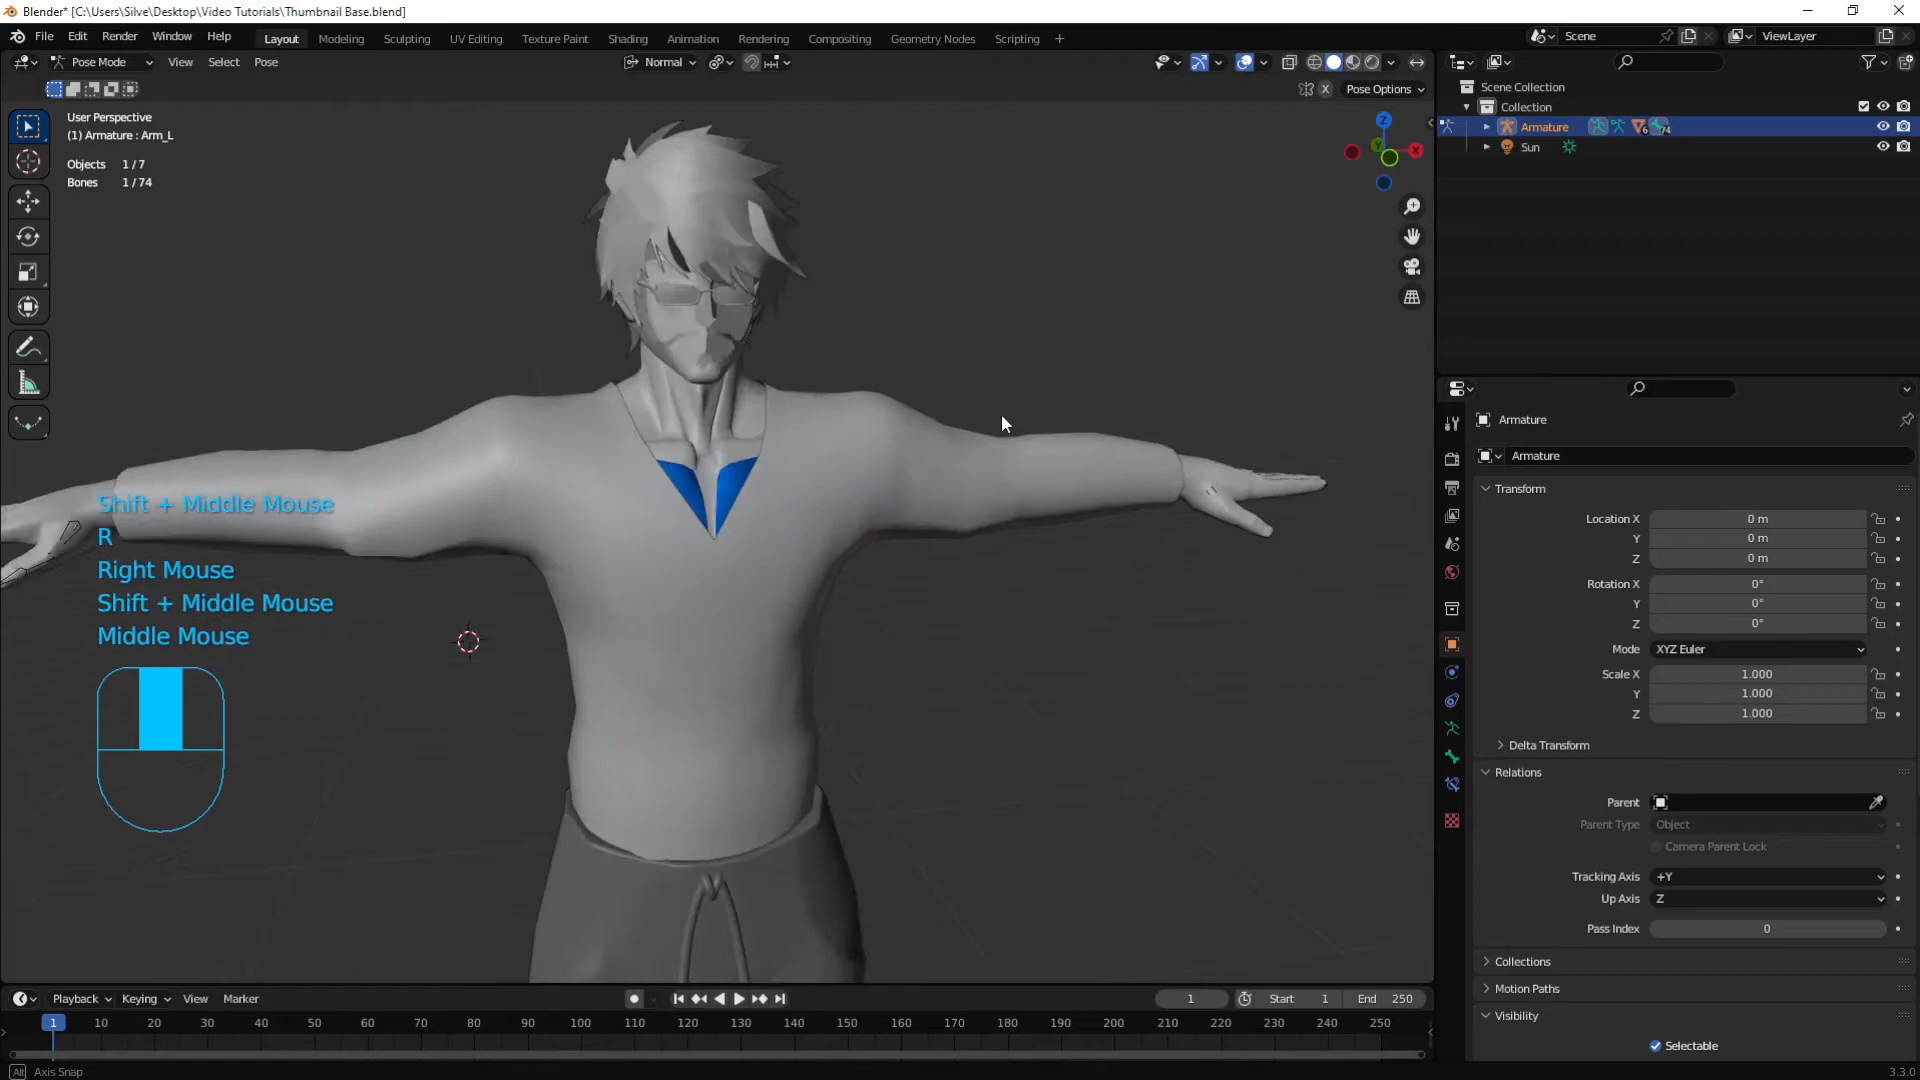 Blender* [C:\Users\Silve\Desktop\Video Tutorials\Thumbnail Base.blend]
File Edit Render Window Help Layout Modeling Sculpting UV Editing Texture Paint Shading Animation Rendering Compositing Geometry Nodes Scripting + Scene ViewLayer
Pose Mode View Select Pose Normal
X Pose Options
User Perspective
(1) Armature : Arm_L
Objects 1/7
Bones 1/74
Z
Y
X
Shift + Middle Mouse
R
Right Mouse
Shift + Middle Mouse
Middle Mouse
Scene Collection
Collection
Armature 6 74
Sun
Armature
Armature
Transform
Location X 0 m
Y 0 m
Z 0 m
Rotation X 0°
Y 0°
Z 0°
Mode XYZ Euler
Scale X 1.000
Y 1.000
Z 1.000
Delta Transform
Relations
Parent
Parent Type Object
Camera Parent Lock
Tracking Axis +Y
Up Axis Z
Pass Index 0
Collections
Motion Paths
Visibility
Selectable
Playback Keying View Marker 1 Start 1 End 250
1 10 20 30 40 50 60 70 80 90 100 110 120 130 140 150 160 170 180 190 200 210 220 230 240 250
Alt Axis Snap 3.3.0